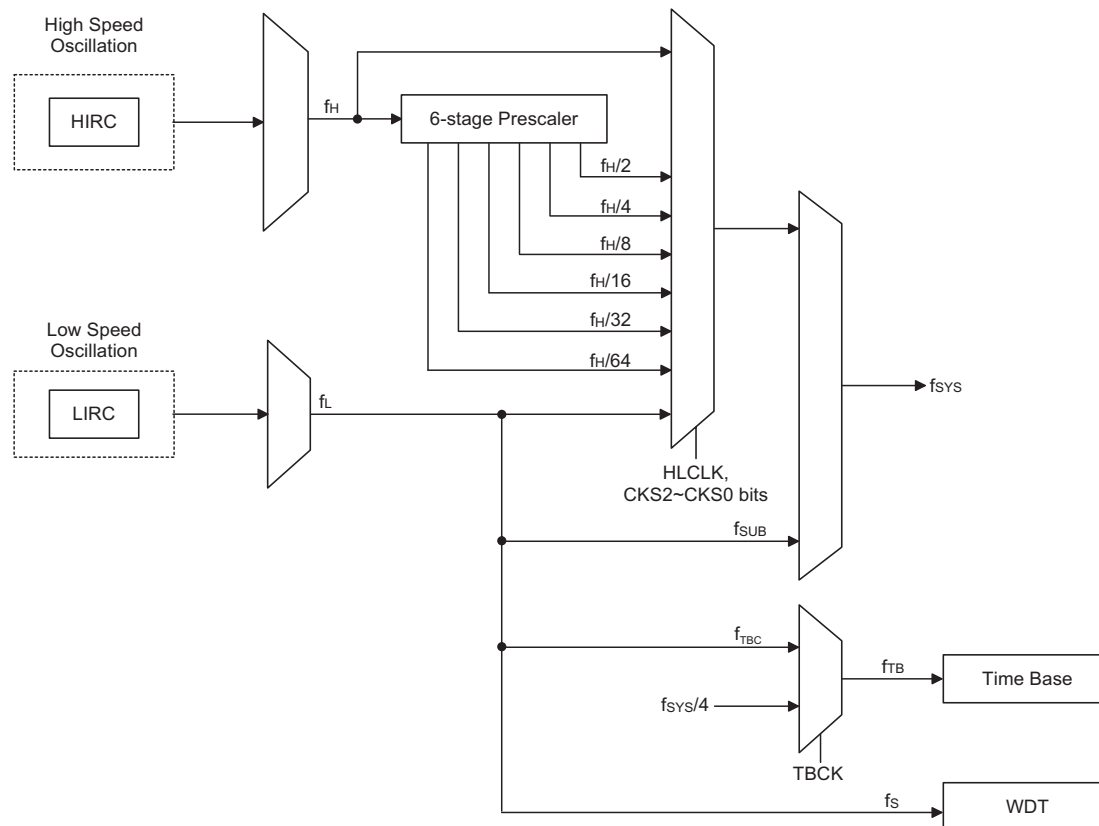 High Speed
Oscillation
HIRC
fH
6-stage Prescaler
fH/2
fH/4
fH/8
fH/16
fH/32
fH/64
Low Speed
Oscillation
LIRC
fL
HLCLK,
CKS2~CKS0 bits
fSYS
fSUB
fTBC
fSYS/4
TBCK
fTB
Time Base
fS
WDT